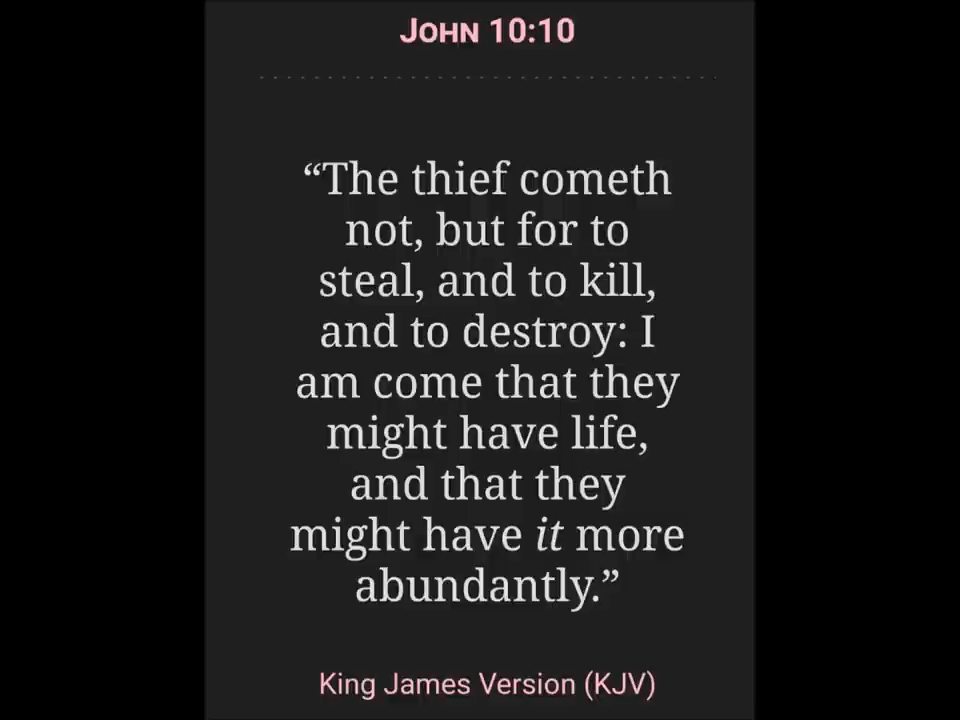 John 10:10
“The thief cometh
not, but for to
steal, and to kill,
and to destroy: I
am come that they
might have life,
and that they
might have it more
abundantly.”
King James Version (KJV)